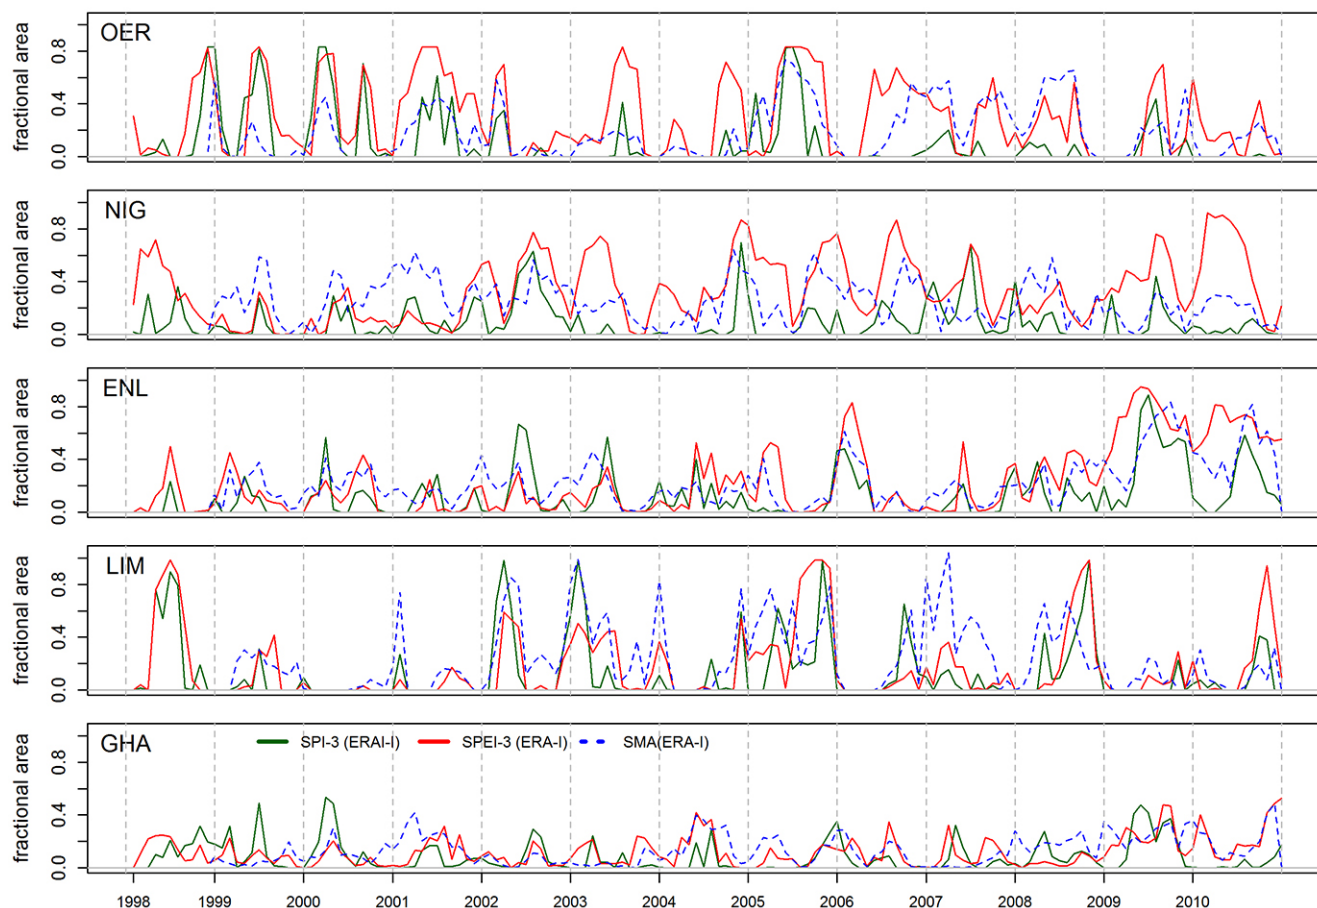 OER
fractional area
0.0 0.4 0.8
NIG
fractional area
0.0 0.4 0.8
ENL
fractional area
0.0 0.4 0.8
LIM
fractional area
0.0 0.4 0.8
GHA
SPI-3 (ERAI-I) SPEI-3 (ERA-I) SMA(ERA-I)
fractional area
0.0 0.4 0.8
1998 1999 2000 2001 2002 2003 2004 2005 2006 2007 2008 2009 2010